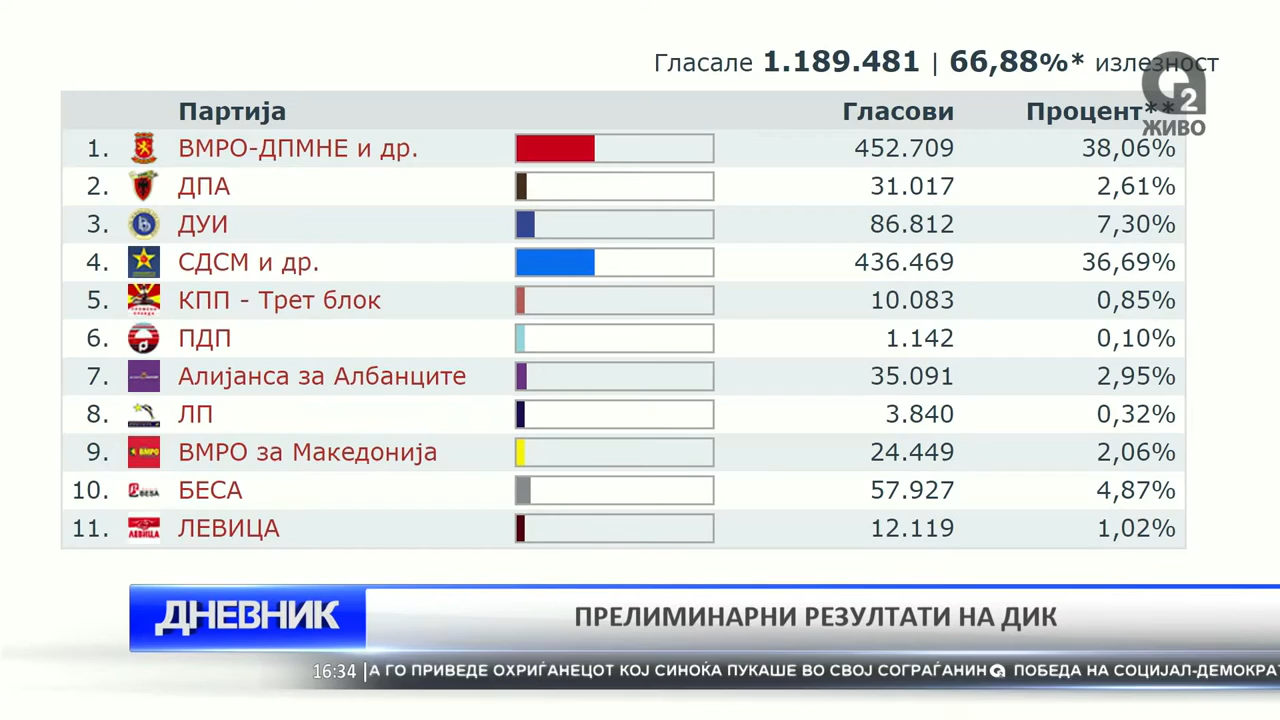 Гласале 1.189.481 | 66,88%* излезност
2
ЖИВО
Партија Гласови Процент**
1. ВМРО-ДПМНЕ и др. 452.709 38,06%
2. ДПА 31.017 2,61%
3. ДУИ 86.812 7,30%
4. СДСМ и др. 436.469 36,69%
5. КПП - Трет блок 10.083 0,85%
6. ПДП 1.142 0,10%
7. Алијанса за Албанците 35.091 2,95%
8. ЛП 3.840 0,32%
9. ВМРО за Македонија 24.449 2,06%
10. БЕСА 57.927 4,87%
11. ЛЕВИЦА 12.119 1,02%
ДНЕВНИК ПРЕЛИМИНАРНИ РЕЗУЛТАТИ НА ДИК
16:34 А ГО ПРИВЕДЕ ОХРИЃАНЕЦОТ КОЈ СИНОЌА ПУКАШЕ ВО СВОЈ СОГРАЃАНИН ПОБЕДА НА СОЦИЈАЛ-ДЕМОКРАТ